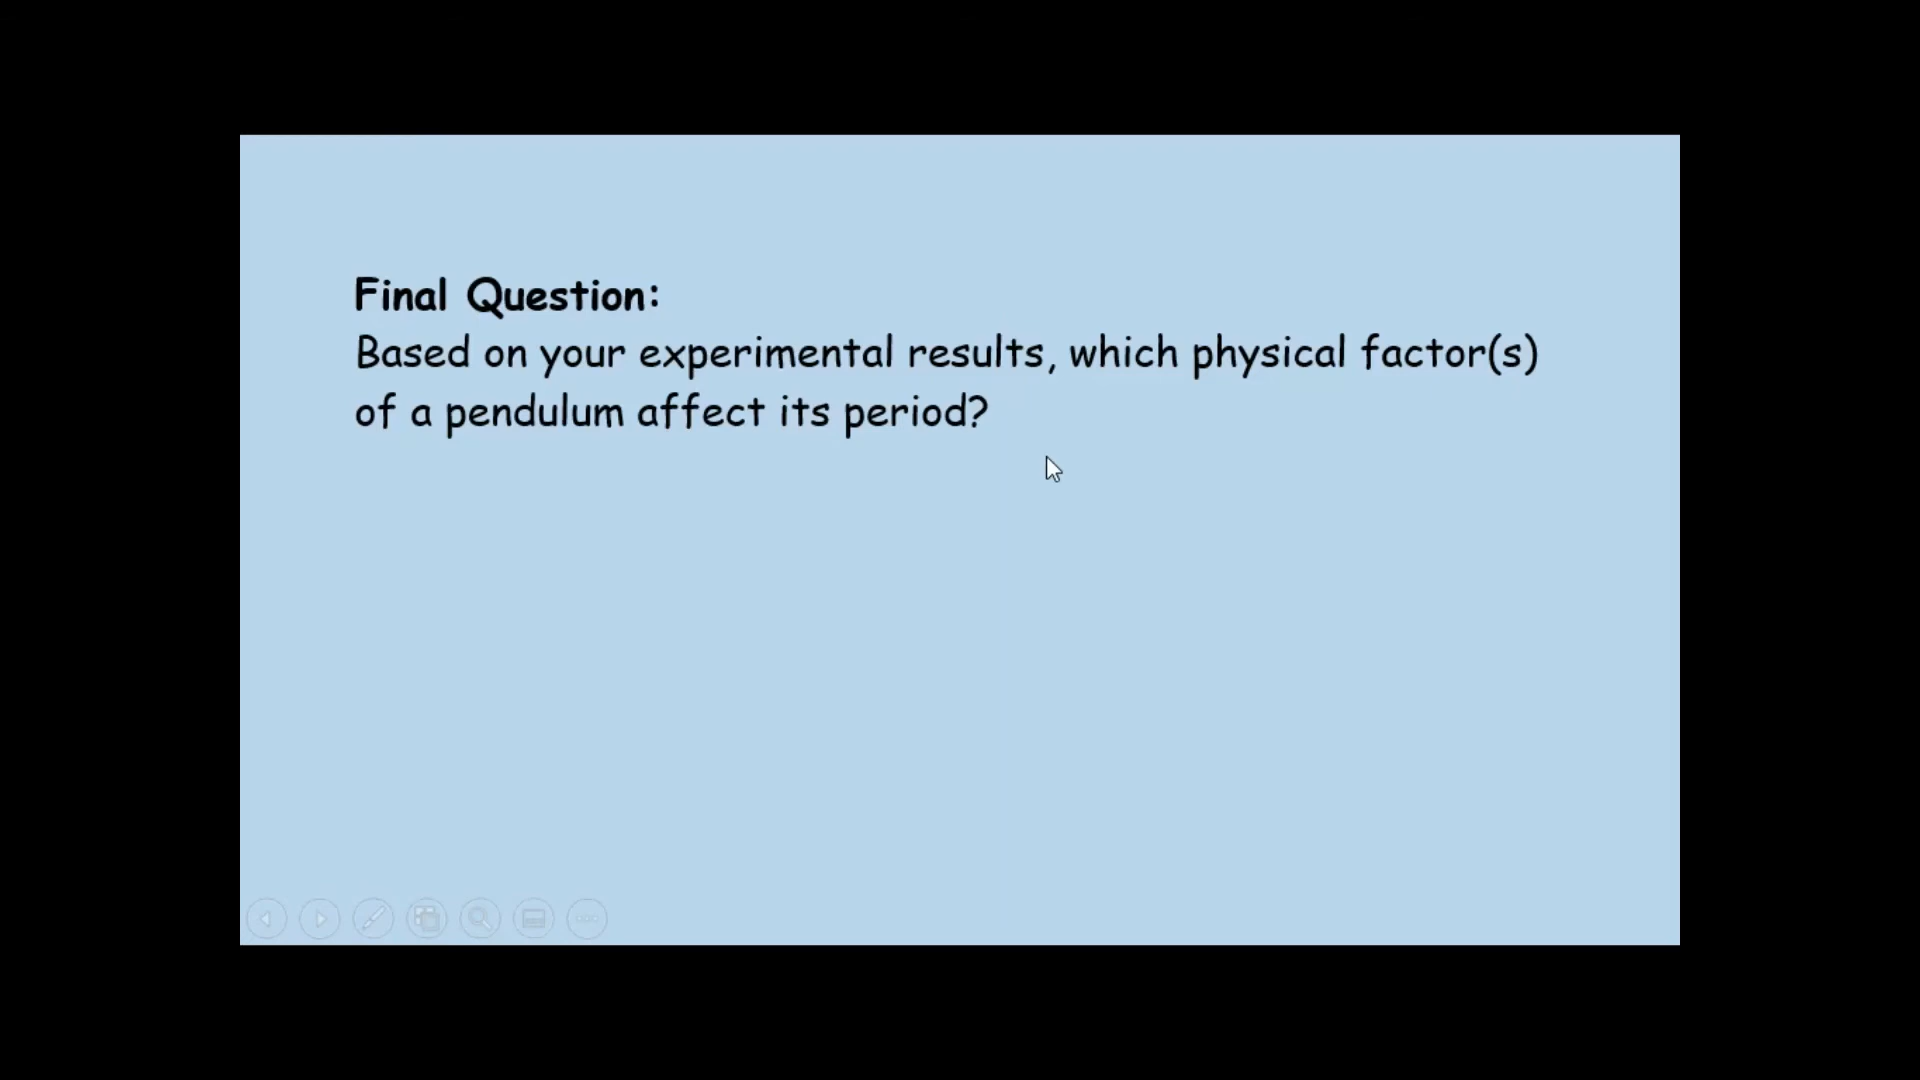 Final Question:
Based on your experimental results, which physical factor(s)
of a pendulum affect its period?